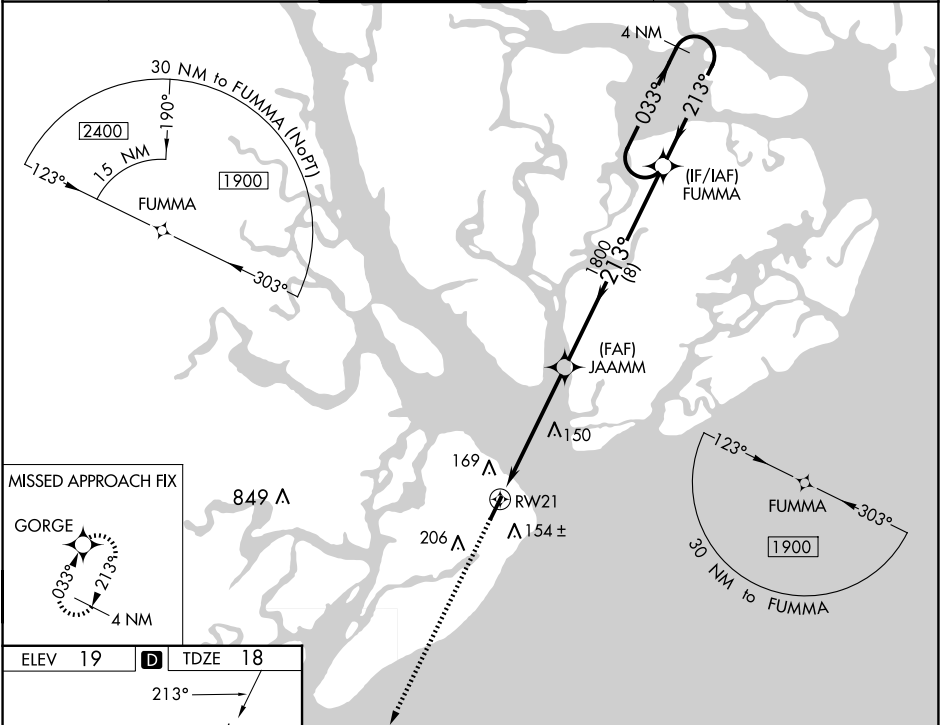 4 NM
033°
213°
30 NM to FUMMA (NoPT)
190°
2400
15 NM
1900
123°
FUMMA
303°
(IF/IAF)
FUMMA
1800
213°
(8)
(FAF)
JAAMM
150
169
RW21
154 ±
206
849
123°
FUMMA
303°
1900
30 NM to FUMMA
MISSED APPROACH FIX
GORGE
033°
213°
4 NM
ELEV 19 D TDZE 18
213°